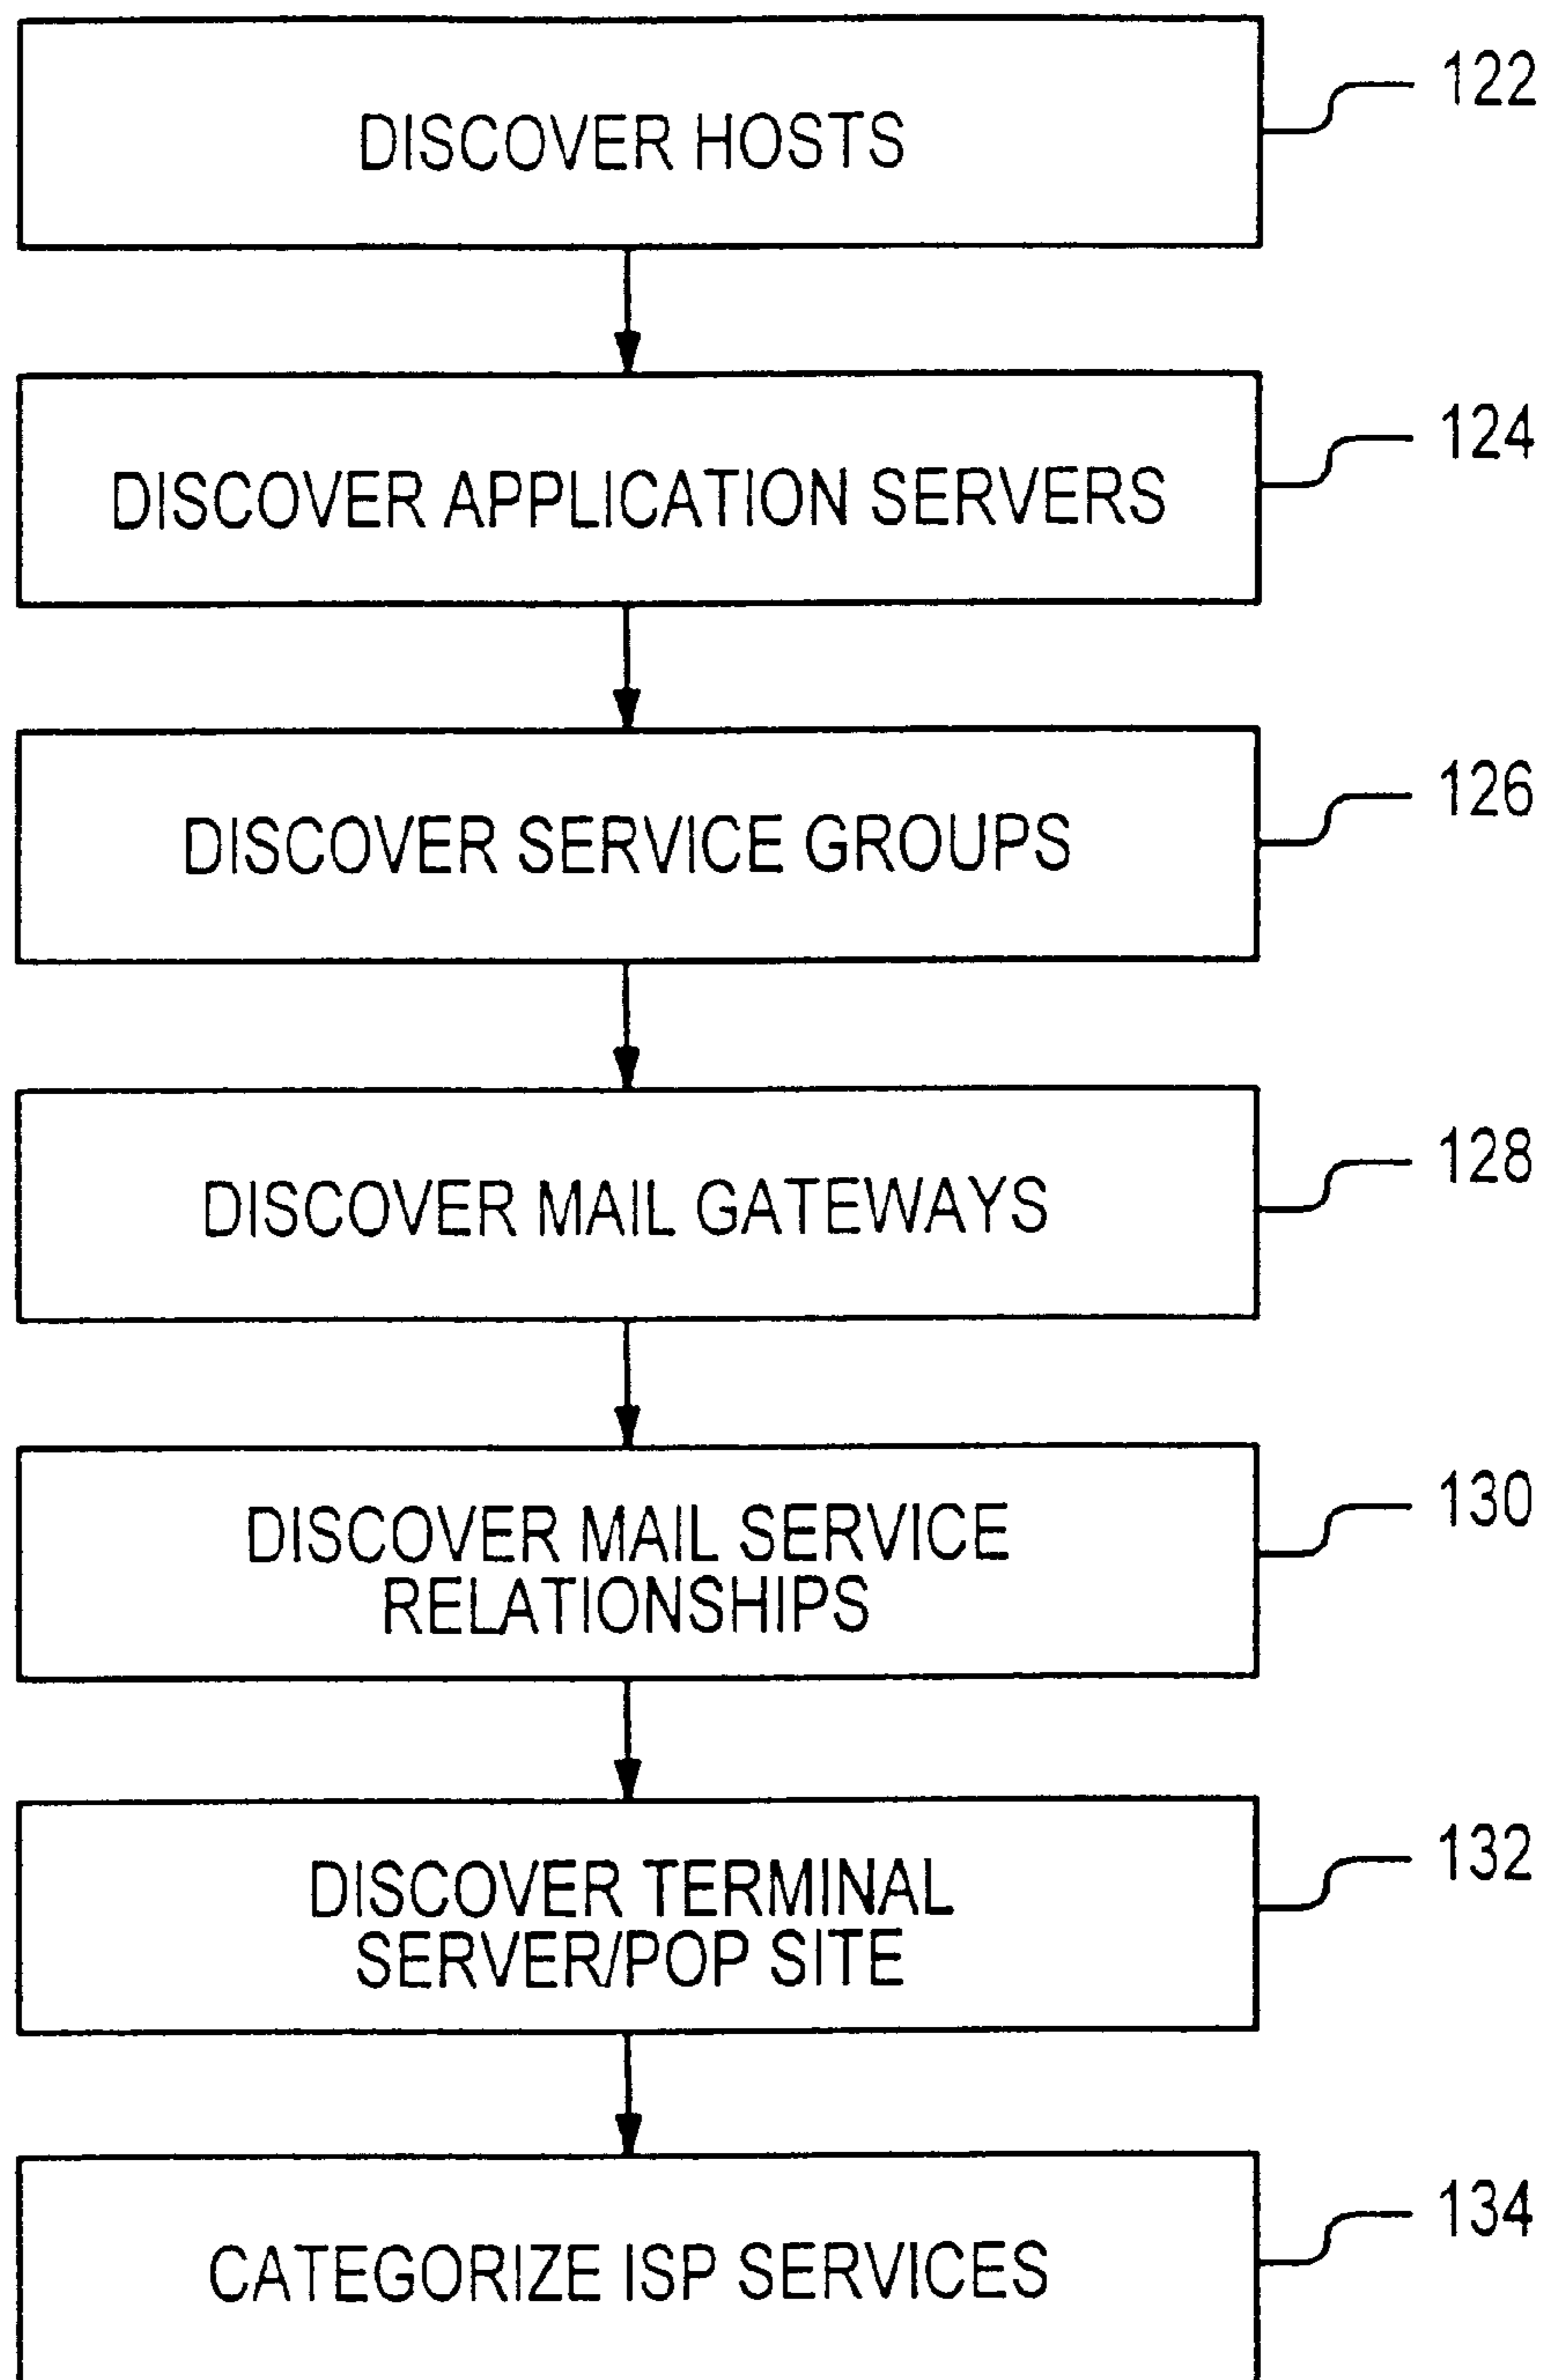 DISCOVER HOSTS
122
DISCOVER APPLICATION SERVERS
124
DISCOVER SERVICE GROUPS
126
DISCOVER MAIL GATEWAYS
128
DISCOVER MAIL SERVICE
RELATIONSHIPS
130
DISCOVER TERMINAL
SERVER/POP SITE
132
CATEGORIZE ISP SERVICES
134